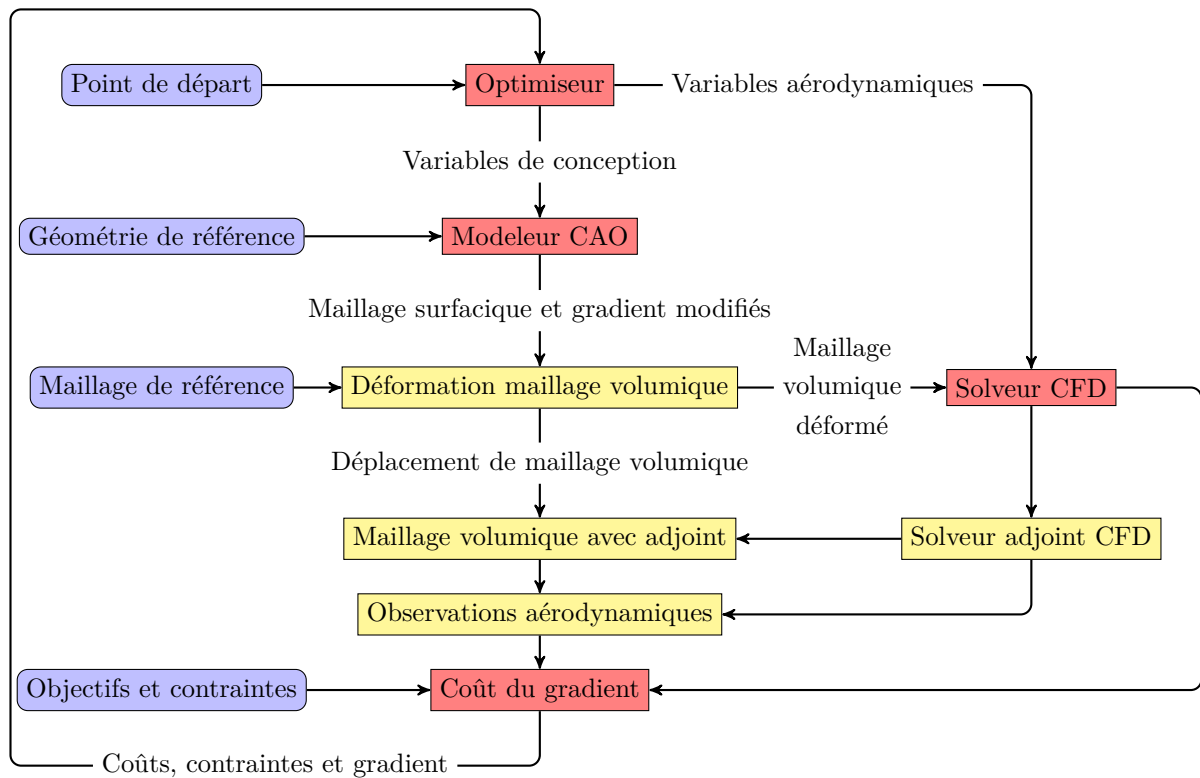 Point de départ
Optimiseur
Variables aérodynamiques
Variables de conception
Géométrie de référence
Modeleur CAO
Maillage surfacique et gradient modifiés
Maillage de référence
Déformation maillage volumique
Maillage
volumique
déformé
Solveur CFD
Déplacement de maillage volumique
Maillage volumique avec adjoint
Solveur adjoint CFD
Observations aérodynamiques
Objectifs et contraintes
Coût du gradient
Coûts, contraintes et gradient